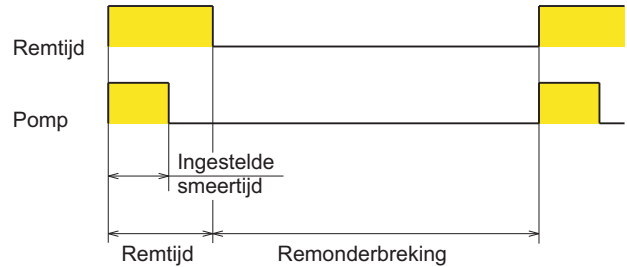 Remtijd
Pomp
Ingestelde
smeertijd
Remtijd
Remonderbreking